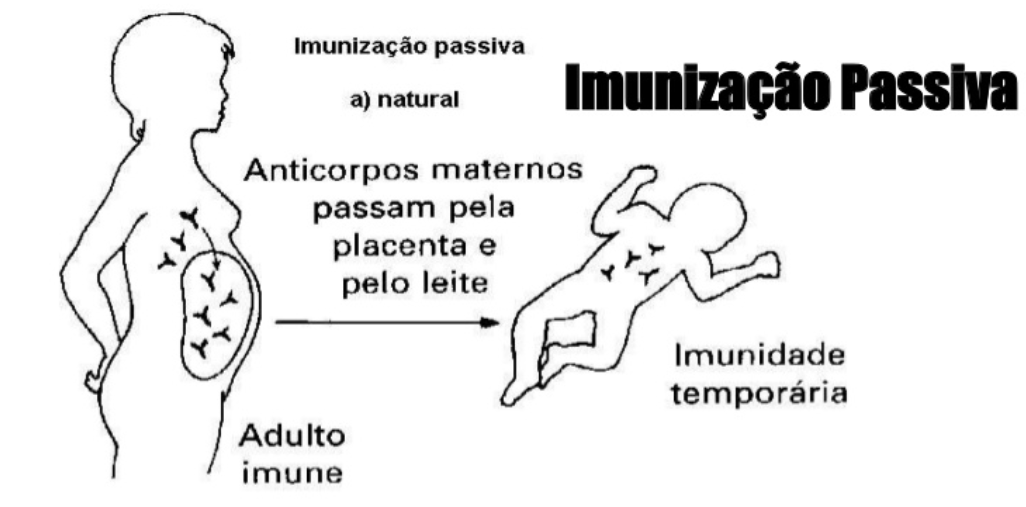 Imunização passiva
a) natural
Imunização Passiva
Anticorpos maternos
passam pela
placenta e
pelo leite
Imunidade
temporária
Adulto
imune